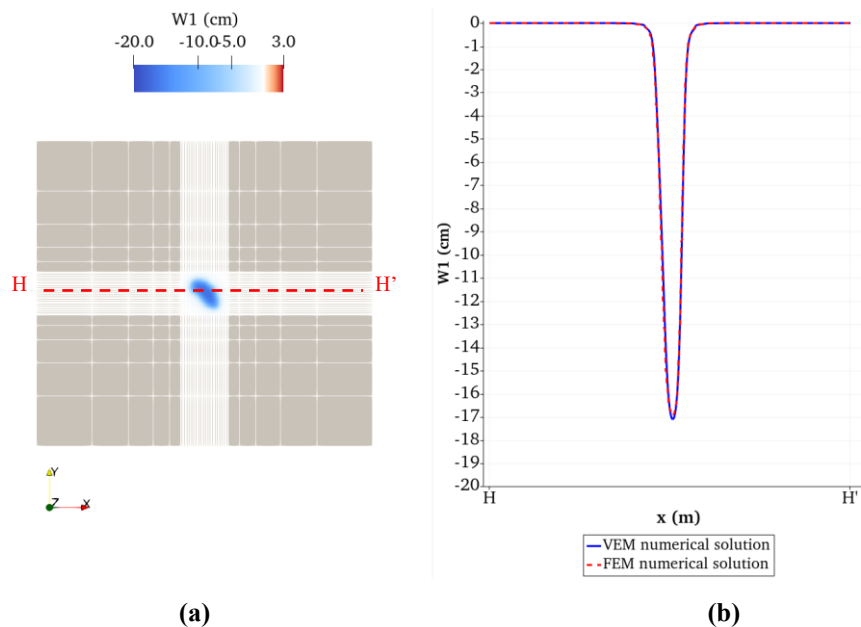 W1 (cm)
-20.0 -10.0 -5.0 3.0
H H’
Y
Z X
(a)
0
-1
-2
-3
-4
-5
-6
-7
-8
-9
-10
-11
-12
-13
-14
-15
-16
-17
-18
-19
-20
W1 (cm)
H H'
x (m)
VEM numerical solution
FEM numerical solution
(b)